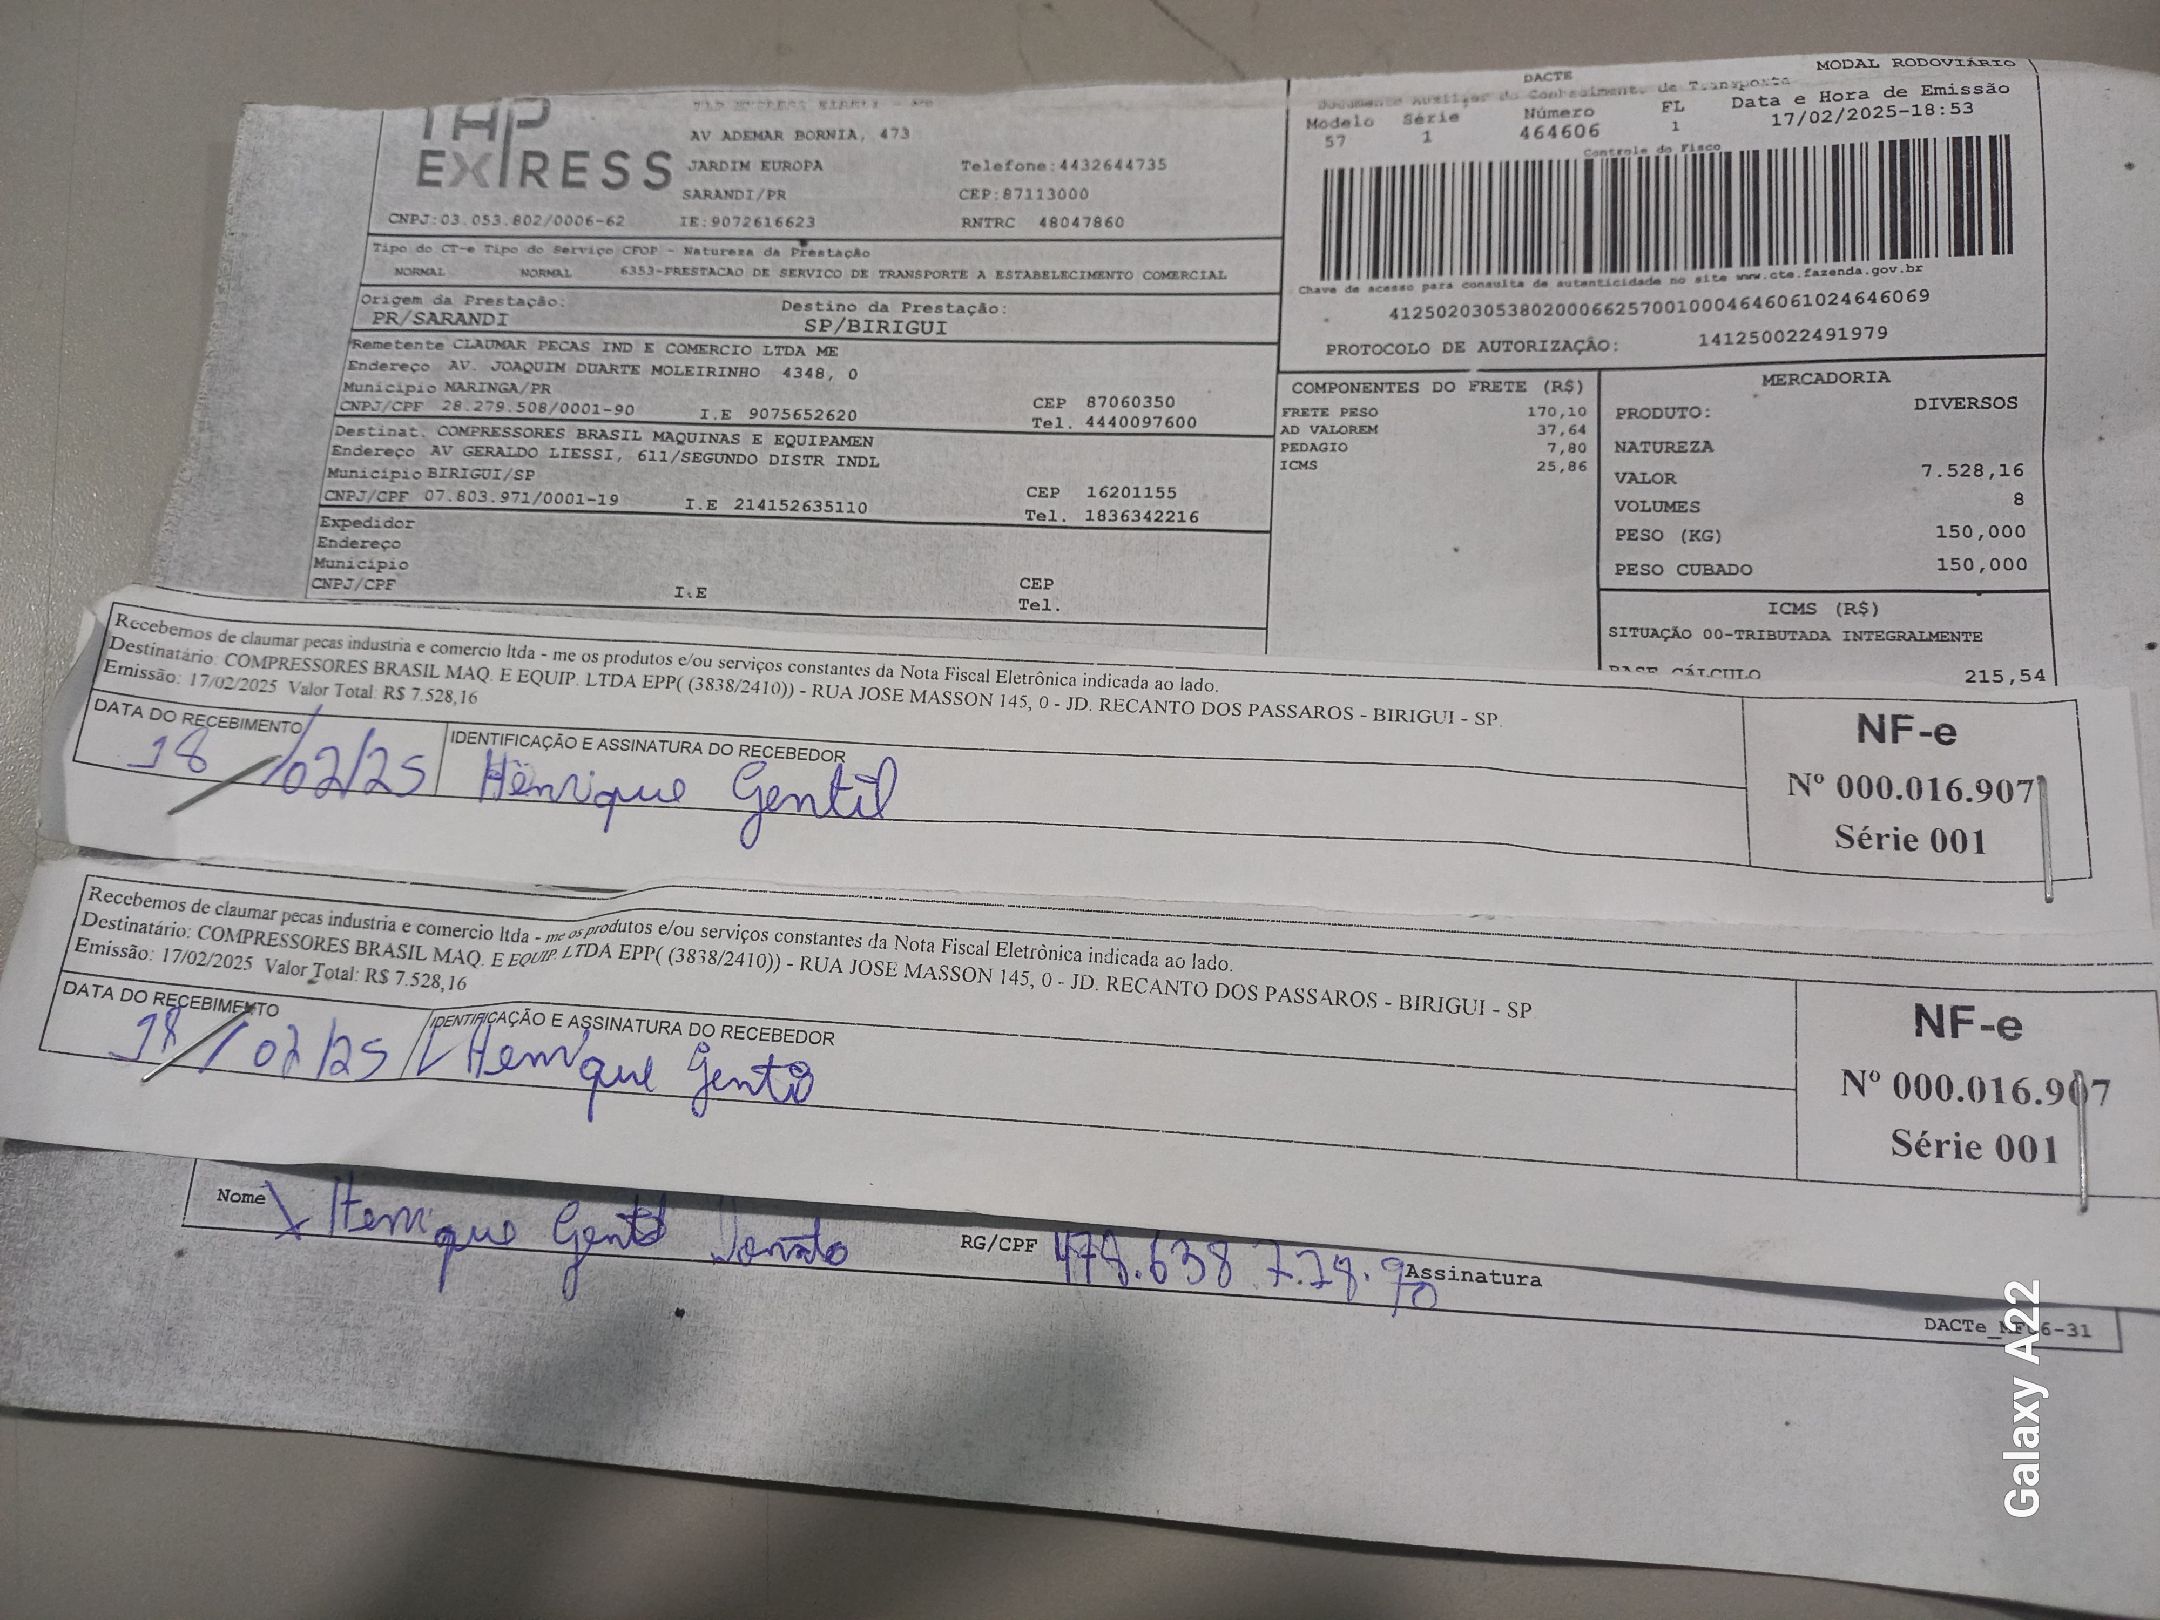 TAP
EXPRESS
AV ADEMAR BORNIA, 473
JARDIM EUROPA
Telefone:4432644735
SARANDI/PR
CEP:87113000
CNPJ:03.053.802/0006-62 IE:9072616623 RNTRC 48047860
Tipo do CT-e Tipo do Serviço CFOP - Natureza da Prestação
NORMAL NORMAL 6353-PRESTACAO DE SERVICO DE TRANSPORTE A ESTABELECIMENTO COMERCIAL
Origem da Prestação: Destino da Prestação:
PR/SARANDI SP/BIRIGUI
Remetente CLAUMAR PECAS IND E COMERCIO LTDA ME
Endereço AV. JOAQUIM DUARTE MOLEIRINHO 4348, 0
Municipio MARINGA/PR CEP 87060350
CNPJ/CPF 28.279.508/0001-90 I.E 9075652620 Tel. 4440097600
Destinat. COMPRESSORES BRASIL MAQUINAS E EQUIPAMEN
Endereço AV GERALDO LIESSI, 611/SEGUNDO DISTR INDL
Municipio BIRIGUI/SP CEP 16201155
CNPJ/CPF 07.803.971/0001-19 I.E 214152635110 Tel. 1836342216
Expedidor
Endereço
Municipio CEP
CNPJ/CPF I.E Tel.
DACTE MODAL RODOVIÁRIO
Documento Auxiliar do Conhecimento de Transporte
Modelo Série Número FL Data e Hora de Emissão
57 1 464606 1 17/02/2025-18:53
Controle do Fisco
Chave de acesso para consulta de autenticidade no site www.cte.fazenda.gov.br
41250203053802000662570010004646061024646069
PROTOCOLO DE AUTORIZAÇÃO: 141250022491979
COMPONENTES DO FRETE (R$)
FRETE PESO 170,10
AD VALOREM 37,64
PEDAGIO 7,80
ICMS 25,86
MERCADORIA
PRODUTO: DIVERSOS
NATUREZA
VALOR 7.528,16
VOLUMES 8
PESO (KG) 150,000
PESO CUBADO 150,000
ICMS (R$)
SITUAÇÃO 00-TRIBUTADA INTEGRALMENTE
BASE CÁLCULO 215,54
Recebemos de claumar pecas industria e comercio ltda - me os produtos e/ou serviços constantes da Nota Fiscal Eletrônica indicada ao lado.
Destinatário: COMPRESSORES BRASIL MAQ. E EQUIP. LTDA EPP( (3838/2410)) - RUA JOSE MASSON 145, 0 - JD. RECANTO DOS PASSAROS - BIRIGUI - SP.
Emissão: 17/02/2025 Valor Total: R$ 7.528,16
DATA DO RECEBIMENTO IDENTIFICAÇÃO E ASSINATURA DO RECEBEDOR
18/02/25 Henrique Gentil
NF-e
Nº 000.016.907
Série 001
Recebemos de claumar pecas industria e comercio ltda - me os produtos e/ou serviços constantes da Nota Fiscal Eletrônica indicada ao lado.
Destinatário: COMPRESSORES BRASIL MAQ. E EQUIP. LTDA EPP( (3838/2410)) - RUA JOSE MASSON 145, 0 - JD. RECANTO DOS PASSAROS - BIRIGUI - SP
Emissão: 17/02/2025 Valor Total: R$ 7.528,16
DATA DO RECEBIMENTO IDENTIFICAÇÃO E ASSINATURA DO RECEBEDOR
18/02/25 Henrique Gentil
NF-e
Nº 000.016.907
Série 001
Nome Henrique Gentil Donato RG/CPF Assinatura
Galaxy A22